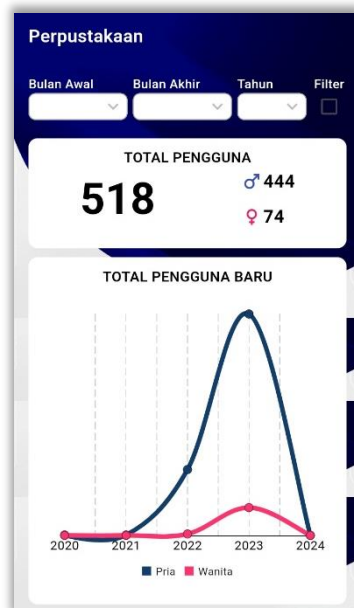 Perpustakaan
Bulan Awal Bulan Akhir Tahun Filter
TOTAL PENGGUNA
518
♂ 444
♀ 74
TOTAL PENGGUNA BARU
2020 2021 2022 2023 2024
Pria Wanita